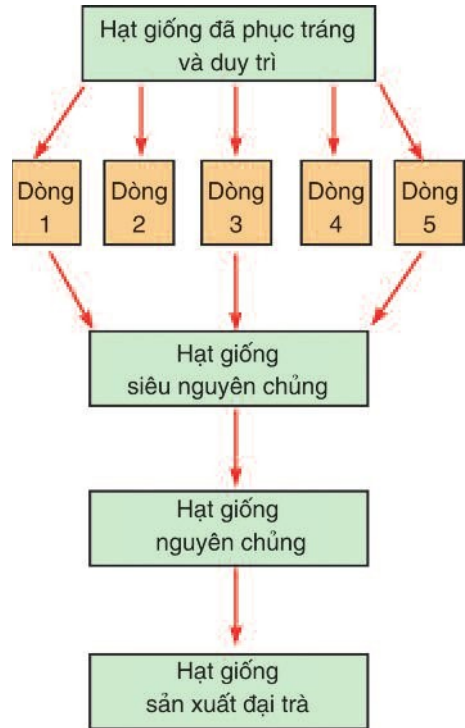 Hạt giống đã phục tráng
và duy trì
Dòng
1
Dòng
2
Dòng
3
Dòng
4
Dòng
5
Hạt giống
siêu nguyên chủng
Hạt giống
nguyên chủng
Hạt giống
sản xuất đại trà